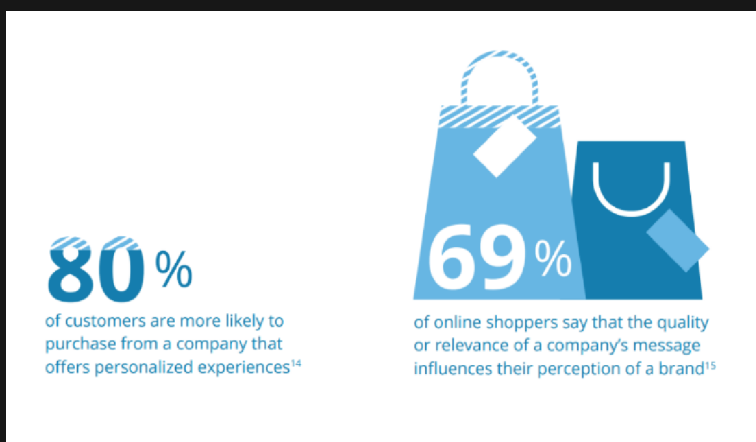 80%
of customers are more likely to
purchase from a company that
offers personalized experiences¹⁴
69%
of online shoppers say that the quality
or relevance of a company's message
influences their perception of a brand¹⁵